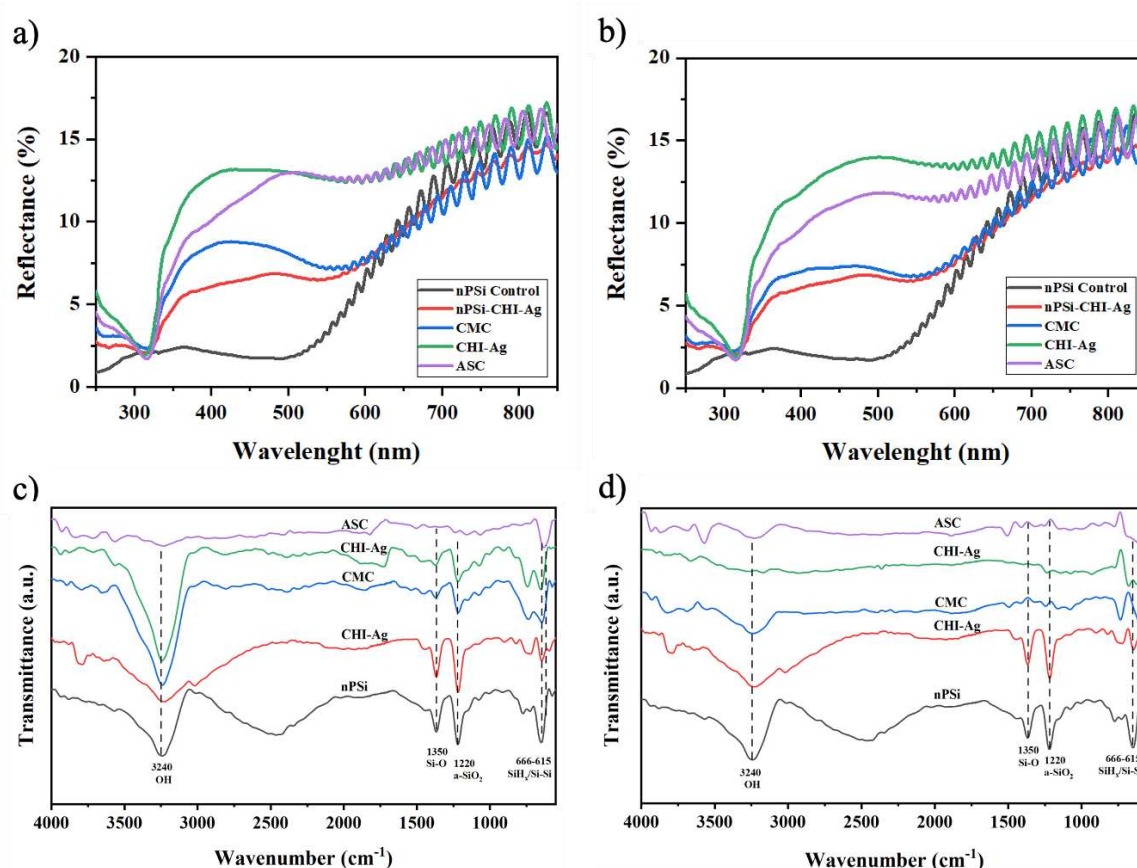 a)
20
15
10
5
0
Reflectance (%)
300 400 500 600 700 800
Wavelenght (nm)
nPSi Control
nPSi-CHI-Ag
CMC
CHI-Ag
ASC
b)
20
15
10
5
0
Reflectance (%)
300 400 500 600 700 800
Wavelenght (nm)
nPSi Control
nPSi-CHI-Ag
CMC
CHI-Ag
ASC
c)
Transmittance (a.u.)
ASC
CHI-Ag
CMC
CHI-Ag
nPSi
3240
OH
1350
Si-O
1220
a-SiO₂
666-615
SiHₓ/Si-Si
4000 3500 3000 2500 2000 1500 1000
Wavenumber (cm⁻¹)
d)
Transmittance (a.u.)
ASC
CHI-Ag
CMC
CHI-Ag
nPSi
3240
OH
1350
Si-O
1220
a-SiO₂
666-615
SiHₓ/Si-S
4000 3500 3000 2500 2000 1500 1000
Wavenumber (cm⁻¹)